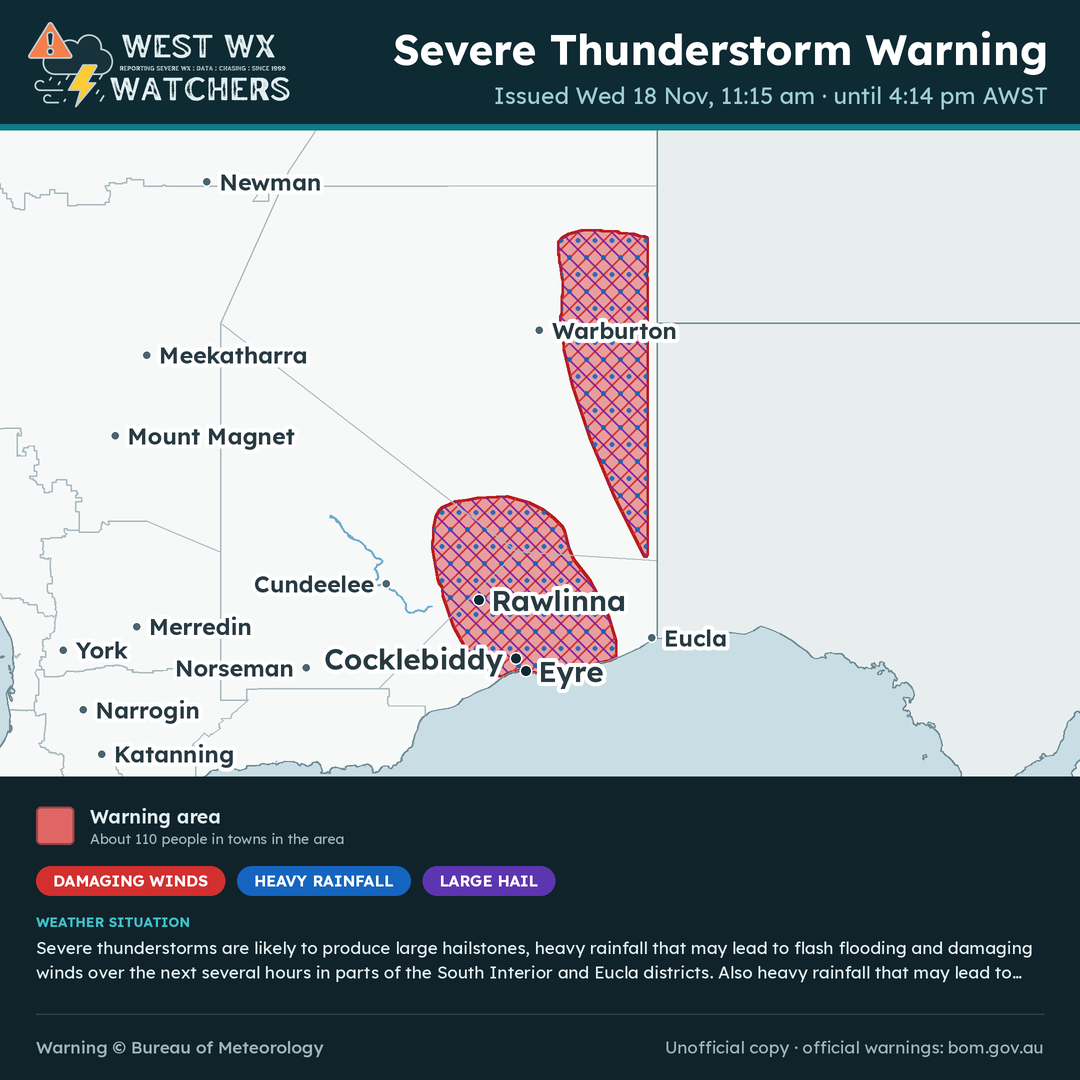 WEST WX
REPORTING SEVERE WX : DATA : CHASING : SINCE 1999
WATCHERS
Severe Thunderstorm Warning
Issued Wed 18 Nov, 11:15 am · until 4:14 pm AWST
Newman
Warburton
Meekatharra
Mount Magnet
Cundeelee
Rawlinna
Merredin
Eucla
York
Cocklebiddy
Norseman
Eyre
Narrogin
Katanning
Warning area
About 110 people in towns in the area
DAMAGING WINDS
HEAVY RAINFALL
LARGE HAIL
WEATHER SITUATION
Severe thunderstorms are likely to produce large hailstones, heavy rainfall that may lead to flash flooding and damaging
winds over the next several hours in parts of the South Interior and Eucla districts. Also heavy rainfall that may lead to…
Warning © Bureau of Meteorology
Unofficial copy · official warnings: bom.gov.au